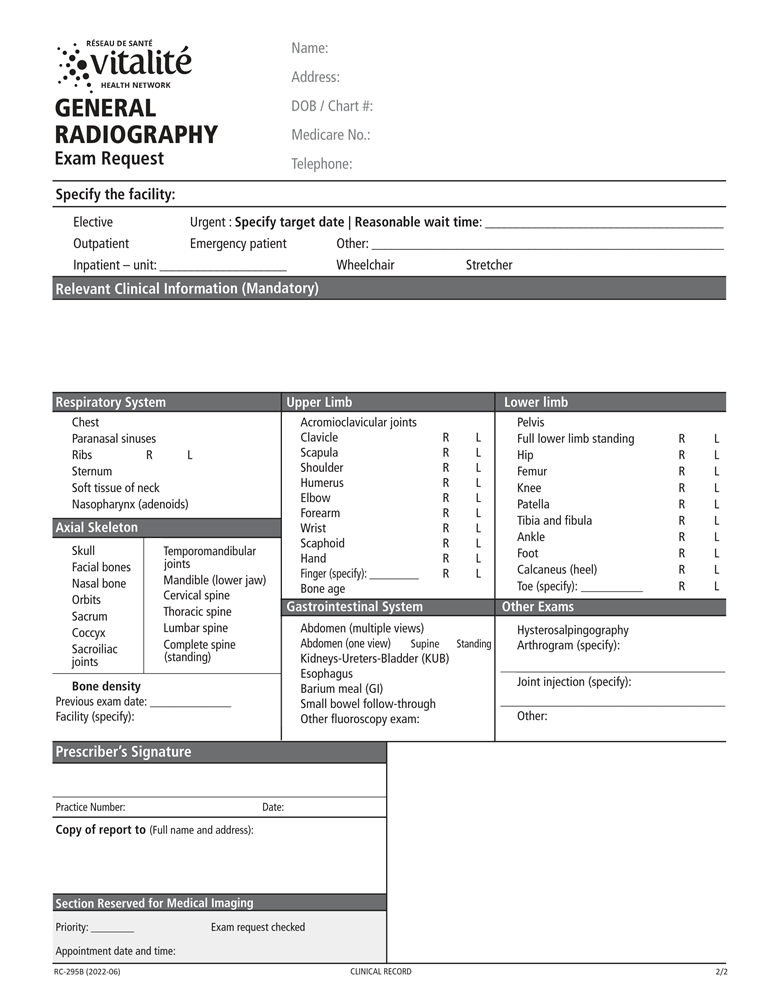 RÉSEAU DE SANTÉ
vitalité
HEALTH NETWORK
GENERAL
RADIOGRAPHY
Exam Request
Name:
Address:
DOB / Chart #:
Medicare No.:
Telephone:
Specify the facility:
Elective Urgent : Specify target date | Reasonable wait time: ____________________
Outpatient Emergency patient Other: ____________________
Inpatient – unit: ____________________ Wheelchair Stretcher
Relevant Clinical Information (Mandatory)
Respiratory System
Chest
Paranasal sinuses
Ribs R L
Sternum
Soft tissue of neck
Nasopharynx (adenoids)
Axial Skeleton
Skull
Facial bones
Nasal bone
Orbits
Sacrum
Coccyx
Sacroiliac
joints
Temporomandibular
joints
Mandible (lower jaw)
Cervical spine
Thoracic spine
Lumbar spine
Complete spine
(standing)
Bone density
Previous exam date: _____________
Facility (specify):
Upper Limb
Acromioclavicular joints
Clavicle R L
Scapula R L
Shoulder R L
Humerus R L
Elbow R L
Forearm R L
Wrist R L
Scaphoid R L
Hand R L
Finger (specify): _________ R L
Bone age
Gastrointestinal System
Abdomen (multiple views)
Abdomen (one view) Supine Standing
Kidneys-Ureters-Bladder (KUB)
Esophagus
Barium meal (GI)
Small bowel follow-through
Other fluoroscopy exam:
Lower limb
Pelvis
Full lower limb standing R L
Hip R L
Femur R L
Knee R L
Patella R L
Tibia and fibula R L
Ankle R L
Foot R L
Calcaneus (heel) R L
Toe (specify): ___________ R L
Other Exams
Hysterosalpingography
Arthrogram (specify):
Joint injection (specify):
Other:
Prescriber's Signature
Practice Number: Date:
Copy of report to (Full name and address):
Section Reserved for Medical Imaging
Priority: ________ Exam request checked
Appointment date and time:
RC-295B (2022-06) CLINICAL RECORD 2/2